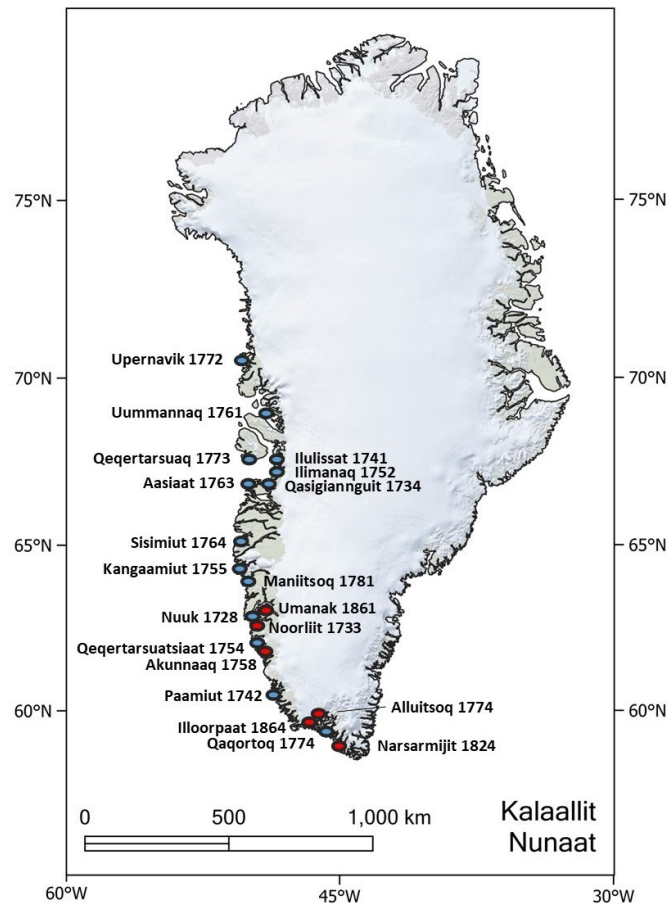 75°N
75°N
Upernavik 1772
70°N
70°N
Uummannaq 1761
Qeqertarsuaq 1773
Ilulissat 1741
Ilimanaq 1752
Aasiaat 1763
Qasigiannguit 1734
Sisimiut 1764
65°N
65°N
Kangaamiut 1755
Maniitsoq 1781
Umanak 1861
Nuuk 1728
Noorliit 1733
Qeqertarsuatsiaat 1754
Akunnaaq 1758
Paamiut 1742
60°N
Alluitsoq 1774
60°N
Illoorpaat 1864
Qaqortoq 1774
Narsarmijit 1824
0
500
1,000 km
Kalaallit
Nunaat
60°W
45°W
30°W